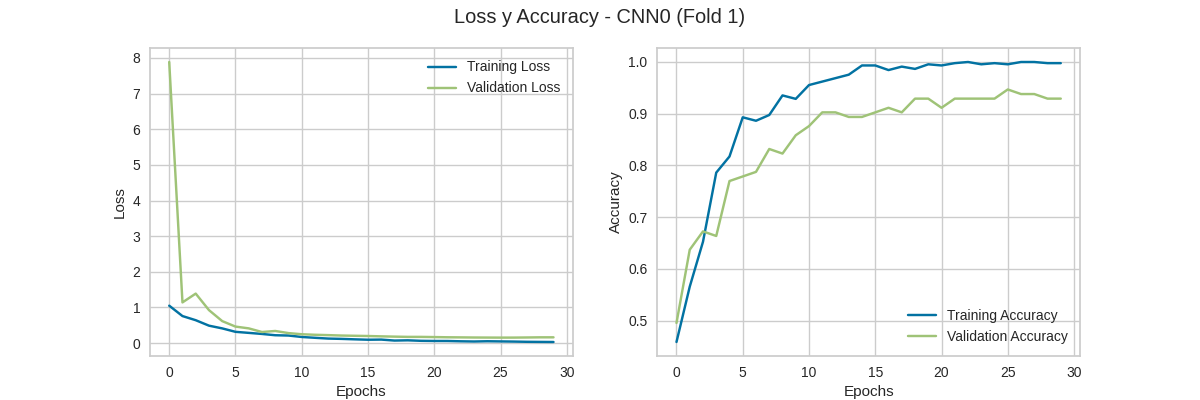 Loss y Accuracy - CNN0 (Fold 1)
8
7
6
5
4
3
2
1
0
Loss
Training Loss
Validation Loss
0 5 10 15 20 25 30
Epochs
1.0
0.9
0.8
0.7
0.6
0.5
Accuracy
Training Accuracy
Validation Accuracy
0 5 10 15 20 25 30
Epochs